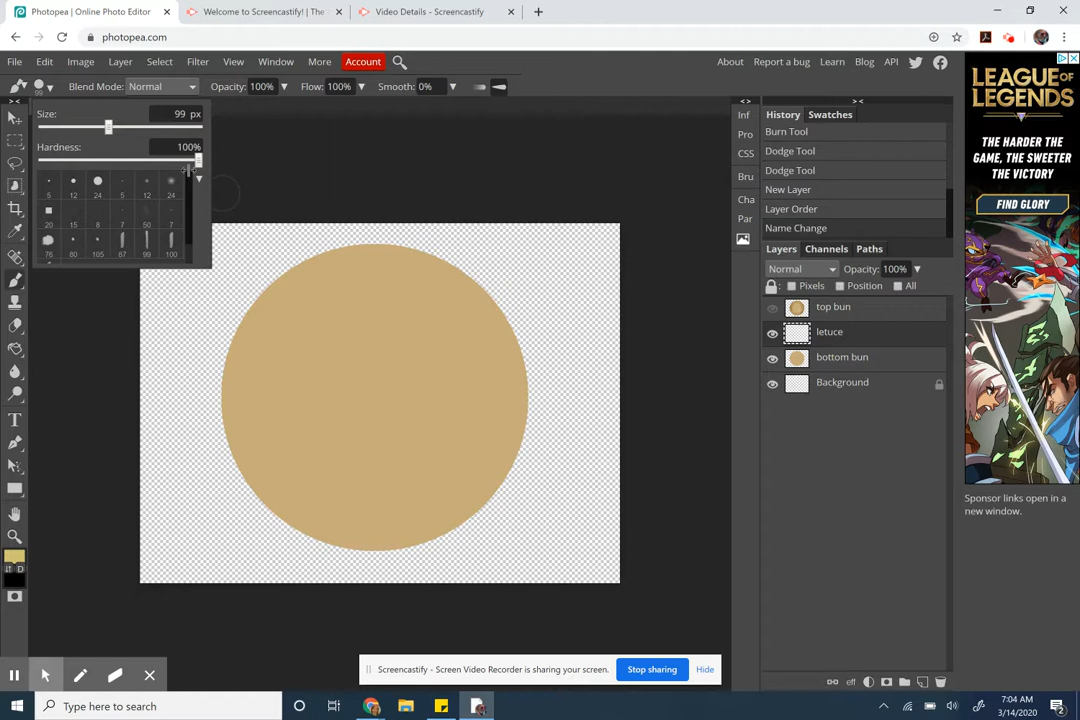 Photopea | Online Photo Editor
Welcome to Screencastify! | The
Video Details - Screencastify
photopea.com
File Edit Image Layer Select Filter View Window More Account
About Report a bug Learn Blog API
Blend Mode: Normal Opacity: 100% Flow: 100% Smooth: 0%
Size: 99 px
Hardness: 100%
5 12 24 5 12 24
20 15 8 7 50 7
76 80 105 87 99 100
Inf
Pro
CSS
Bru
Cha
Par
History Swatches
Burn Tool
Dodge Tool
Dodge Tool
New Layer
Layer Order
Name Change
Layers Channels Paths
Normal Opacity: 100%
Pixels Position All
top bun
letuce
bottom bun
Background
eff
D
LEAGUE OF
LEGENDS
THE HARDER THE
GAME, THE SWEETER
THE VICTORY
FIND GLORY
Sponsor links open in a
new window.
Screencastify - Screen Video Recorder is sharing your screen. Stop sharing Hide
Type here to search
7:04 AM
3/14/2020
2